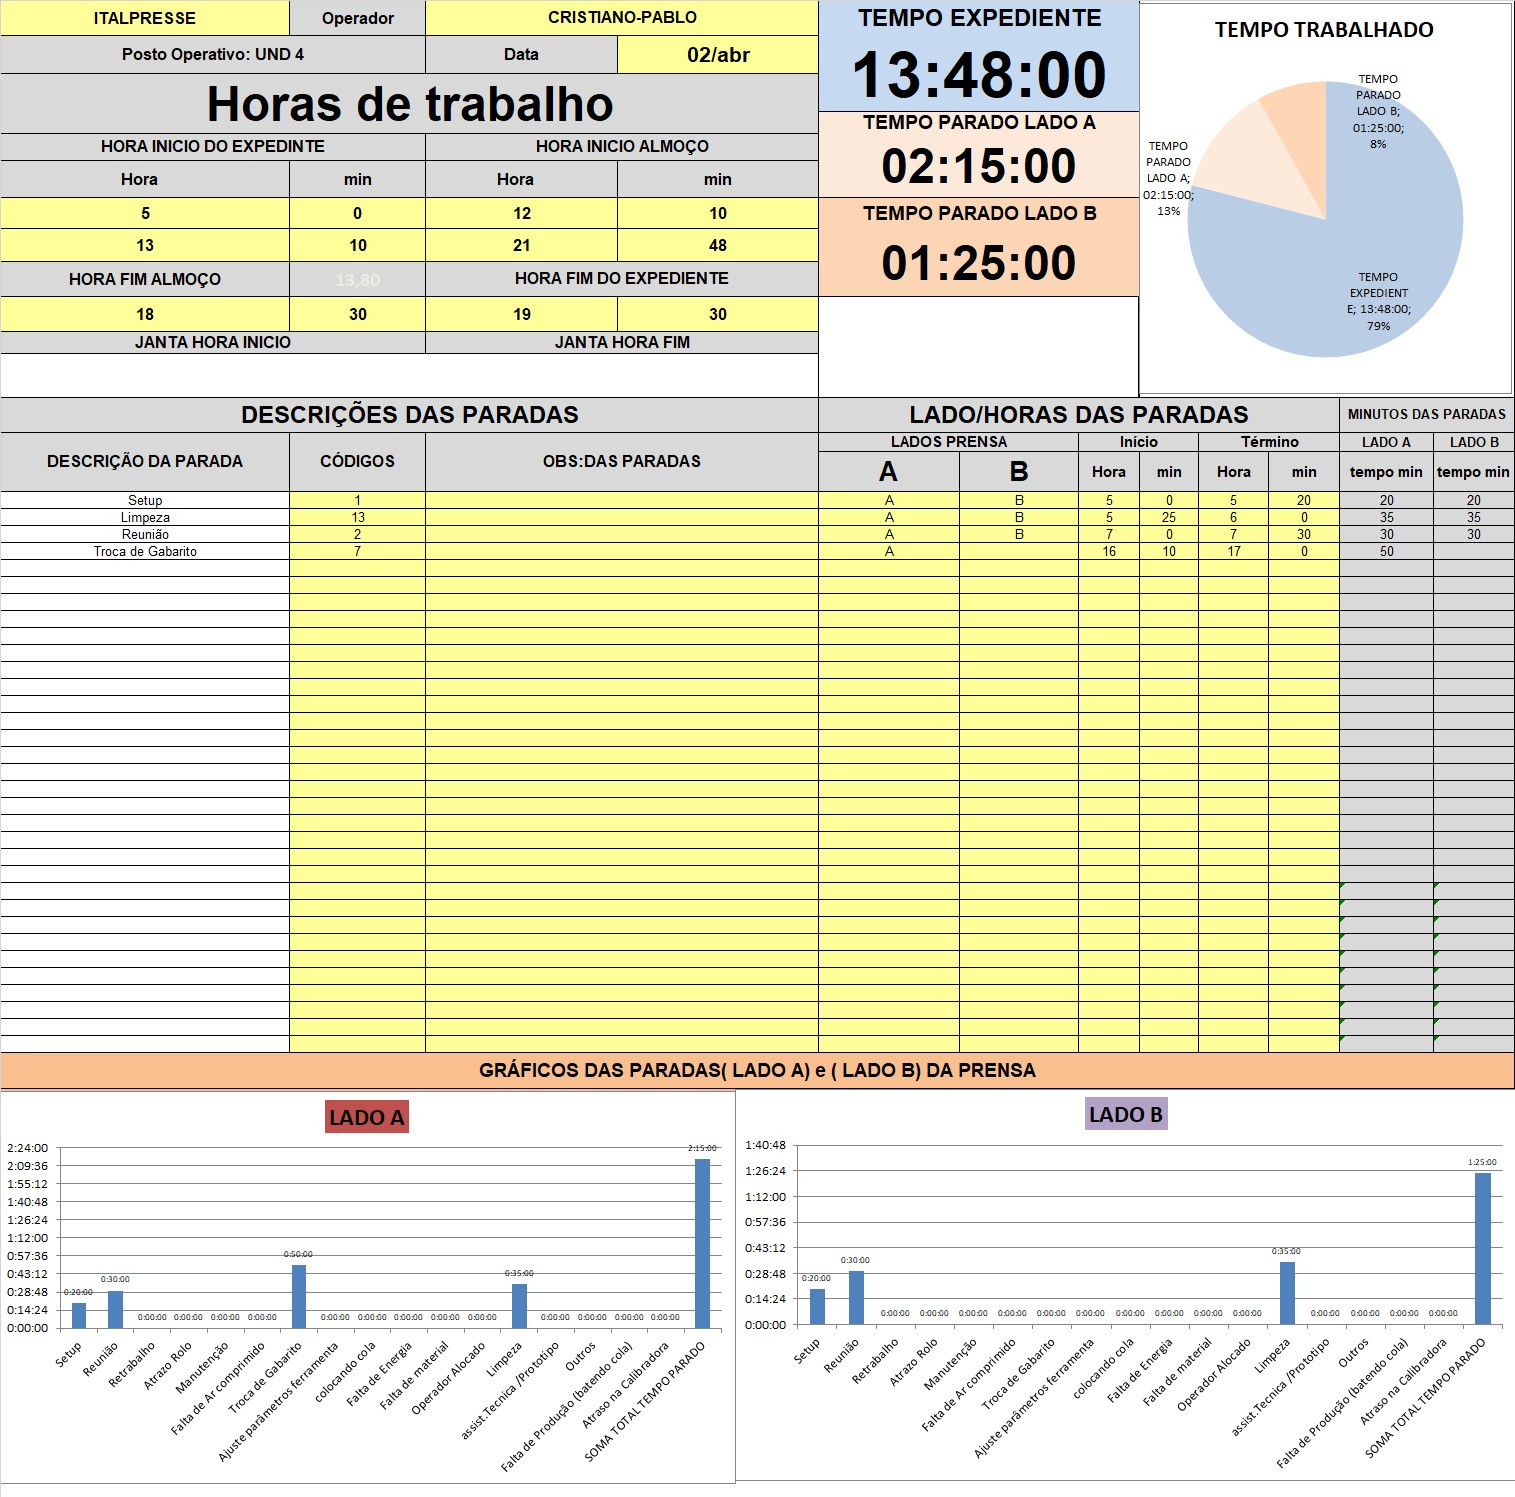 ITALPRESSE Operador CRISTIANO-PABLO
Posto Operativo: UND 4 Data 02/abr
Horas de trabalho
HORA INICIO DO EXPEDINTE HORA INICIO ALMOÇO
Hora min Hora min
5 0 12 10
13 10 21 48
HORA FIM ALMOÇO 13,80 HORA FIM DO EXPEDIENTE
18 30 19 30
JANTA HORA INICIO JANTA HORA FIM
TEMPO EXPEDIENTE
13:48:00
TEMPO PARADO LADO A
02:15:00
TEMPO PARADO LADO B
01:25:00
TEMPO TRABALHADO
TEMPO
PARADO
LADO B;
01:25:00;
8%
TEMPO
PARADO
LADO A;
02:15:00;
13%
TEMPO
EXPEDIENT
E; 13:48:00;
79%
DESCRIÇÕES DAS PARADAS LADO/HORAS DAS PARADAS MINUTOS DAS PARADAS
LADOS PRENSA Início Término LADO A LADO B
DESCRIÇÃO DA PARADA CÓDIGOS OBS:DAS PARADAS A B Hora min Hora min tempo min tempo min
Setup 1 A B 5 0 5 20 20 20
Limpeza 13 A B 5 25 6 0 35 35
Reunião 2 A B 7 0 7 30 30 30
Troca de Gabarito 7 A 16 10 17 0 50
GRÁFICOS DAS PARADAS( LADO A) e ( LADO B) DA PRENSA
LADO A
2:24:00
2:09:36
1:55:12
1:40:48
1:26:24
1:12:00
0:57:36
0:43:12
0:28:48
0:14:24
0:00:00
0:20:00 0:30:00 0:00:00 0:00:00 0:00:00 0:00:00 0:50:00 0:00:00 0:00:00 0:00:00 0:00:00 0:00:00 0:35:00 0:00:00 0:00:00 0:00:00 0:00:00 2:15:00
Setup
Reunião
Retrabalho
Atrazo Rolo
Manutenção
Falta de Ar comprimido
Troca de Gabarito
Ajuste parâmetros ferramenta
colocando cola
Falta de Energia
Falta de material
Operador Alocado
Limpeza
assist.Tecnica /Prototipo
Outros
Falta de Produção (batendo cola)
Atraso na Calibradora
SOMA TOTAL TEMPO PARADO
LADO B
1:40:48
1:26:24
1:12:00
0:57:36
0:43:12
0:28:48
0:14:24
0:00:00
0:20:00 0:30:00 0:00:00 0:00:00 0:00:00 0:00:00 0:00:00 0:00:00 0:00:00 0:00:00 0:00:00 0:00:00 0:35:00 0:00:00 0:00:00 0:00:00 0:00:00 1:25:00
Setup
Reunião
Retrabalho
Atrazo Rolo
Manutenção
Falta de Ar comprimido
Troca de Gabarito
Ajuste parâmetros ferramenta
colocando cola
Falta de Energia
Falta de material
Operador Alocado
Limpeza
assist.Tecnica /Prototipo
Outros
Falta de Produção (batendo cola)
Atraso na Calibradora
SOMA TOTAL TEMPO PARADO